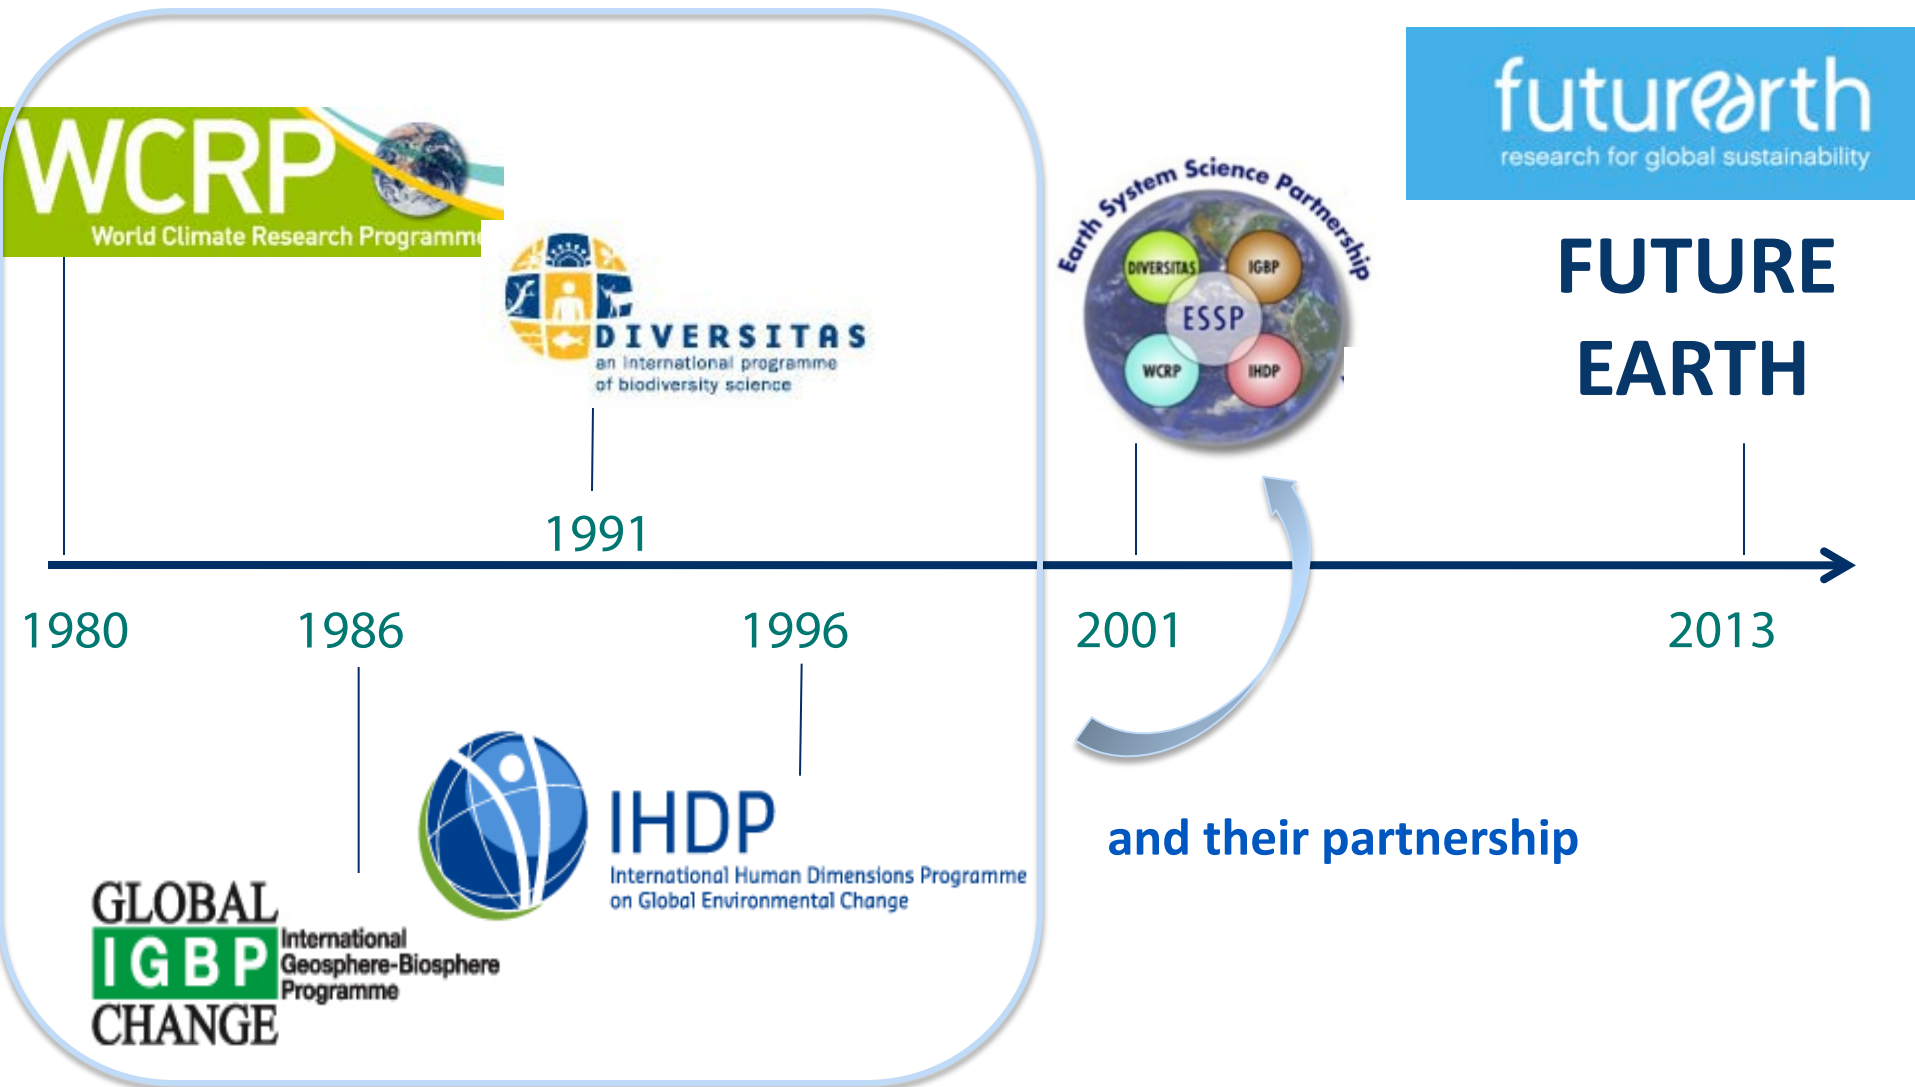 WCRP
World Climate Research Programme
DIVERSITAS
an international programme
of biodiversity science
1991
1980
1986
1996
2001
2013
GLOBAL
IGBP
CHANGE
International
Geosphere-Biosphere
Programme
IHDP
International Human Dimensions Programme
on Global Environmental Change
Earth System Science Partnership
DIVERSITAS
IGBP
ESSP
WCRP
IHDP
and their partnership
futurearth
research for global sustainability
FUTURE
EARTH